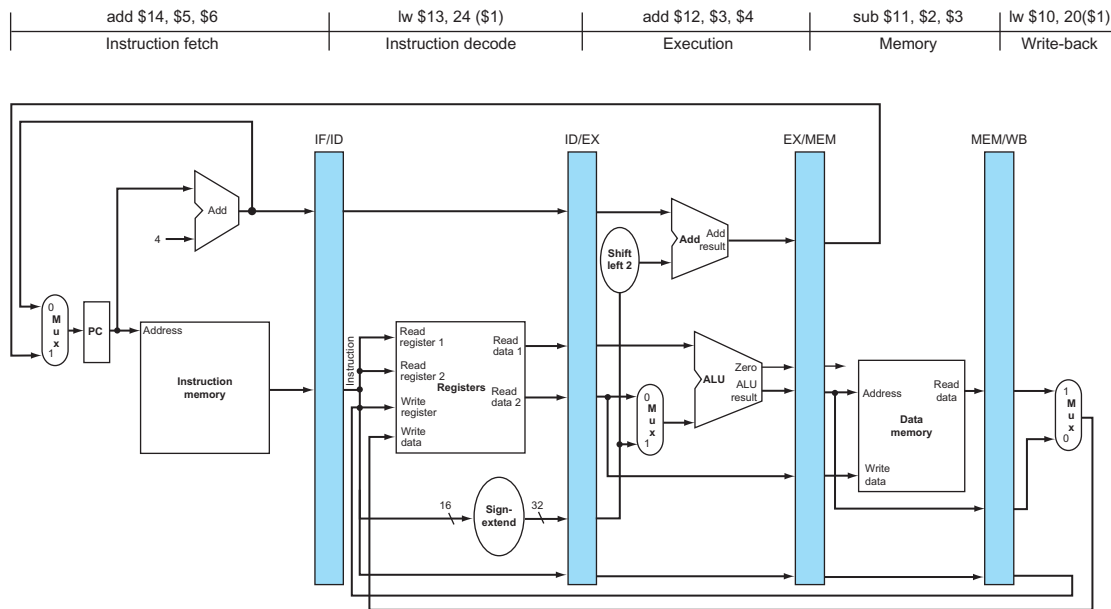 add $14, $5, $6
lw $13, 24 ($1)
add $12, $3, $4
sub $11, $2, $3
lw $10, 20($1)
Instruction fetch
Instruction decode
Execution
Memory
Write-back
IF/ID
ID/EX
EX/MEM
MEM/WB
Add
4
Shift
left 2
Add
Add
result
0
M
u
x
1
PC
Address
Instruction
memory
Instruction
Read
register 1
Read
register 2
Registers
Write
register
Write
data
Read
data 1
Read
data 2
16
Sign-
extend
32
0
M
u
x
1
ALU
Zero
ALU
result
Address
Read
data
Data
memory
Write
data
1
M
u
x
0